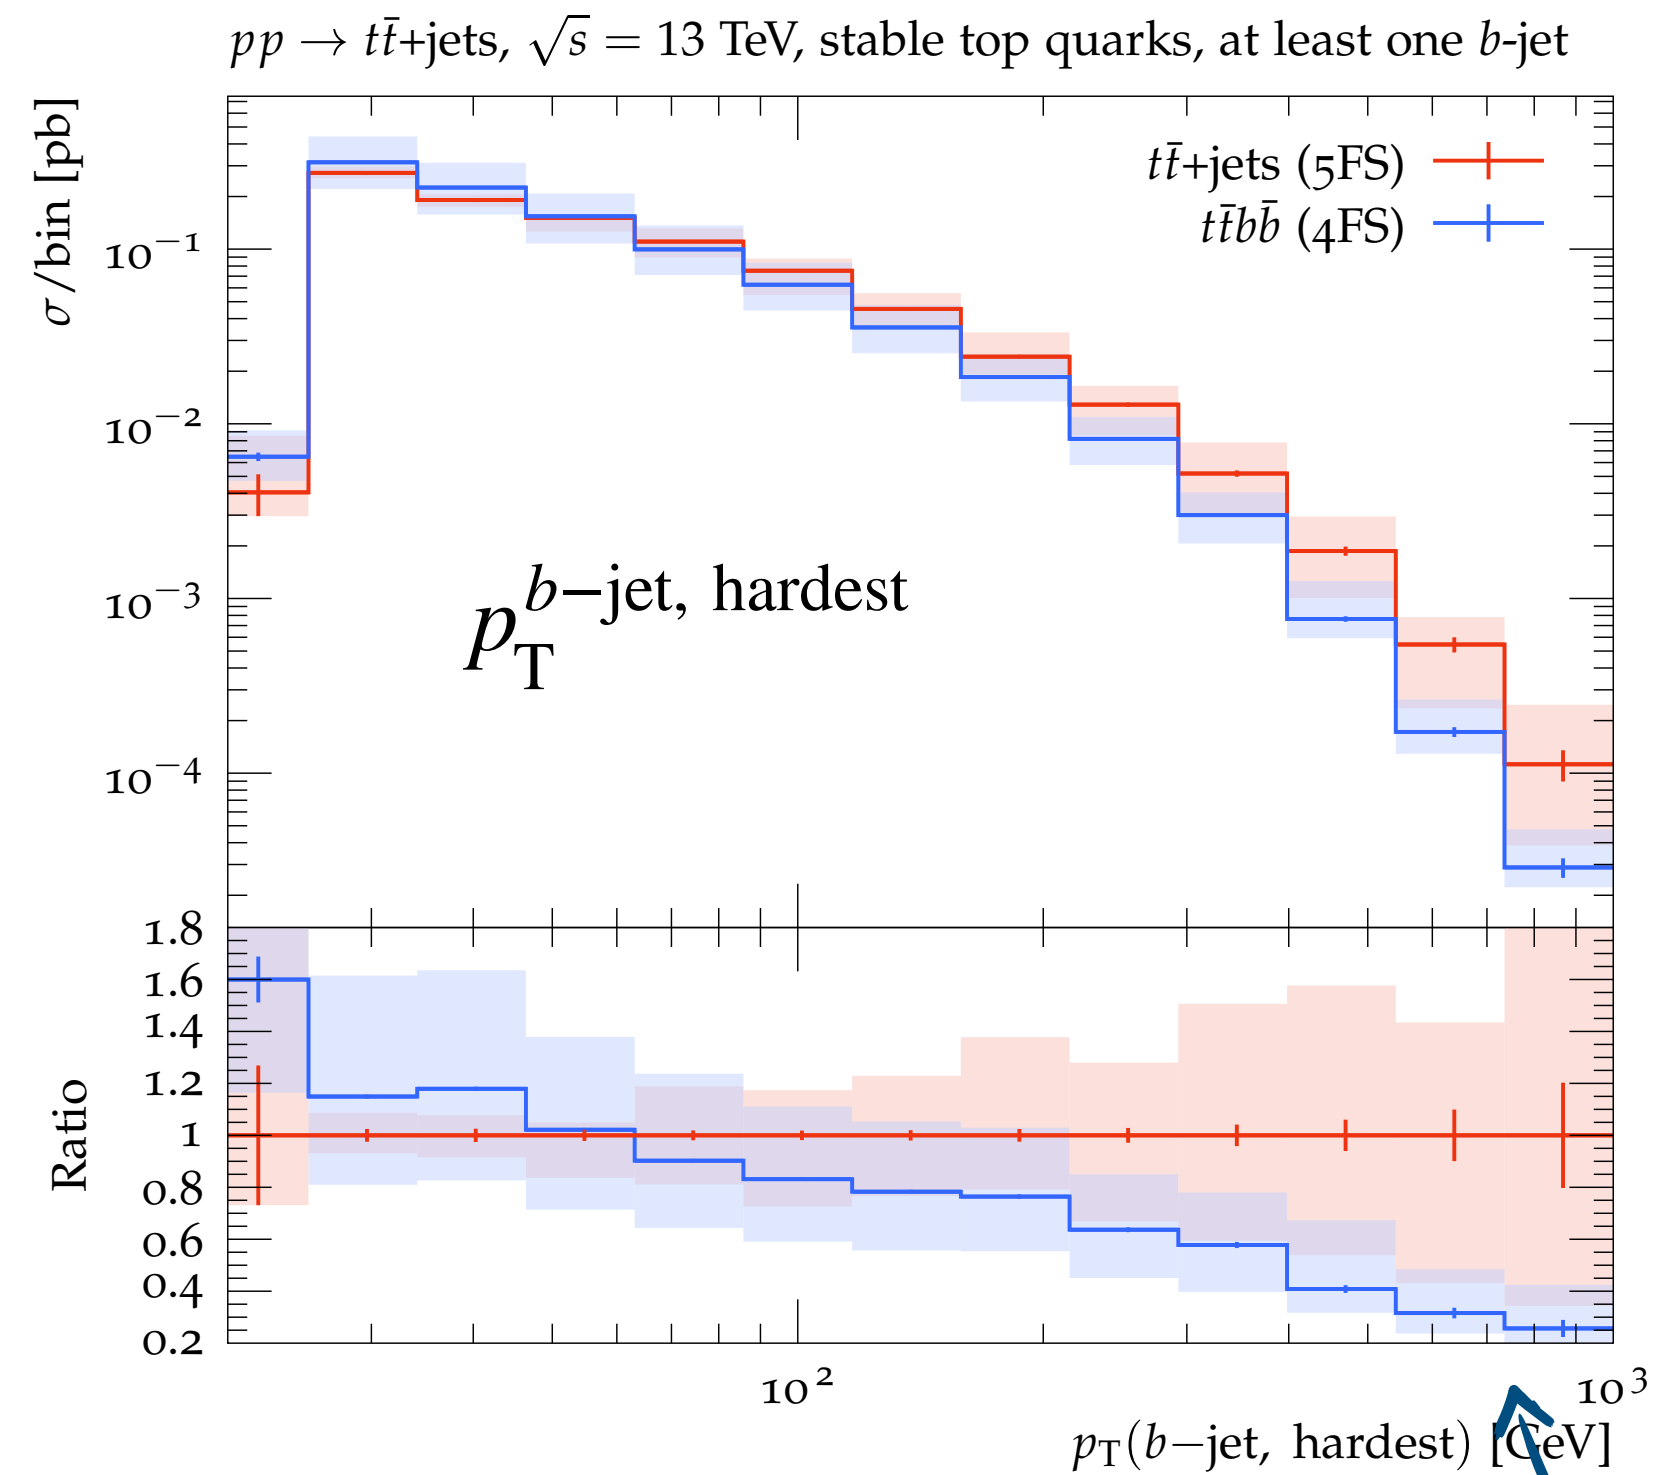 pp → tt̄+jets, √s = 13 TeV, stable top quarks, at least one b-jet
σ/bin [pb]
tt̄+jets (5FS)
tt̄bb̄ (4FS)
10⁻¹
10⁻²
10⁻³
10⁻⁴
p_T^{b−jet, hardest}
Ratio
1.8
1.6
1.4
1.2
1
0.8
0.6
0.4
0.2
10²
10³
p_T(b−jet, hardest) [GeV]